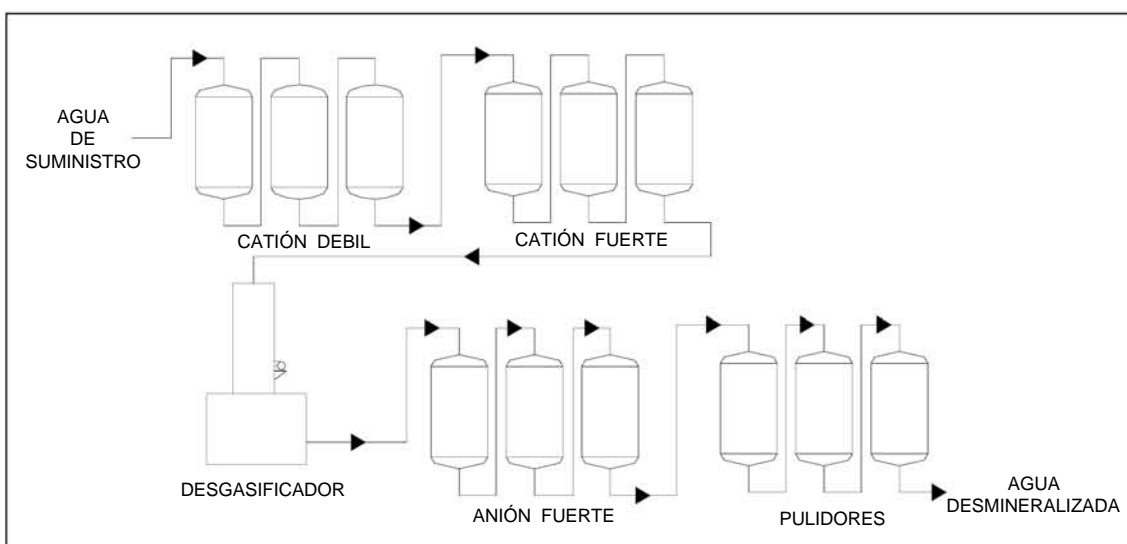 AGUA
DE
SUMINISTRO
CATIÓN DEBIL
CATIÓN FUERTE
DESGASIFICADOR
ANIÓN FUERTE
PULIDORES
AGUA
DESMINERALIZADA